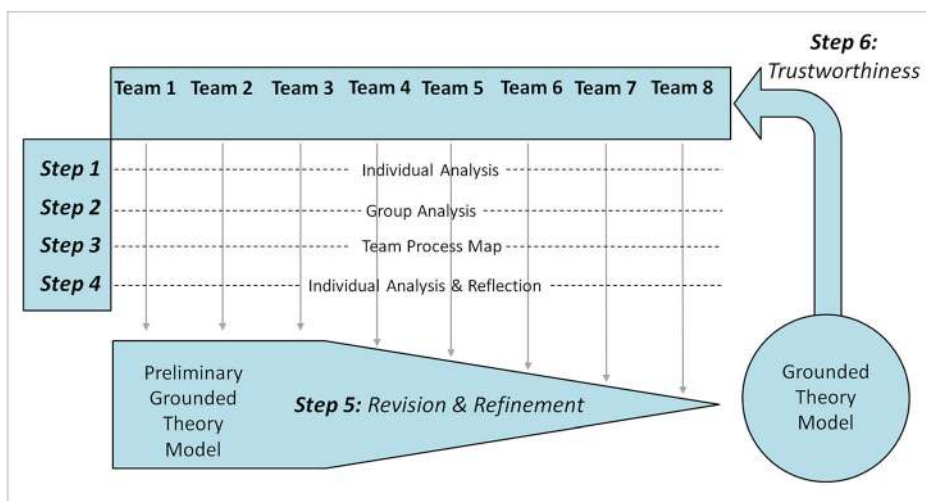 Step 6:
Trustworthiness
Team 1 Team 2 Team 3 Team 4 Team 5 Team 6 Team 7 Team 8
Step 1
Individual Analysis
Step 2
Group Analysis
Step 3
Team Process Map
Step 4
Individual Analysis & Reflection
Preliminary
Grounded
Theory
Model
Step 5: Revision & Refinement
Grounded
Theory
Model